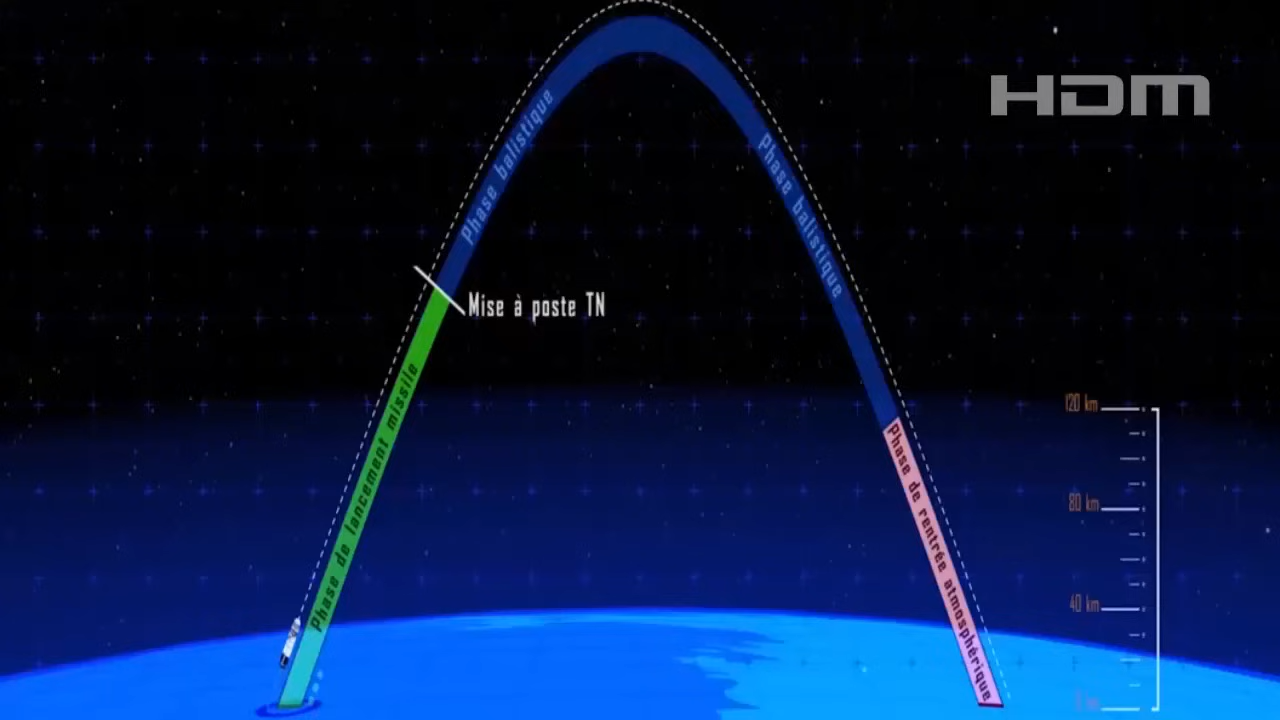 HDM
Phase balistique
Phase balistique
Mise à poste TN
Phase de lancement missile
Phase de rentrée atmosphérique
120 km
80 km
40 km